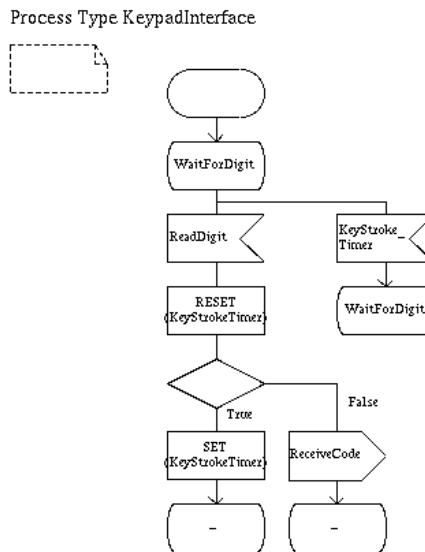 Process Type KeypadInterface
WaitForDigit
ReadDigit
KeyStroke_
Timer
RESET
(KeyStrokeTimer)
WaitForDigit
True
False
SET
(KeyStrokeTimer)
ReceiveCode
-
-